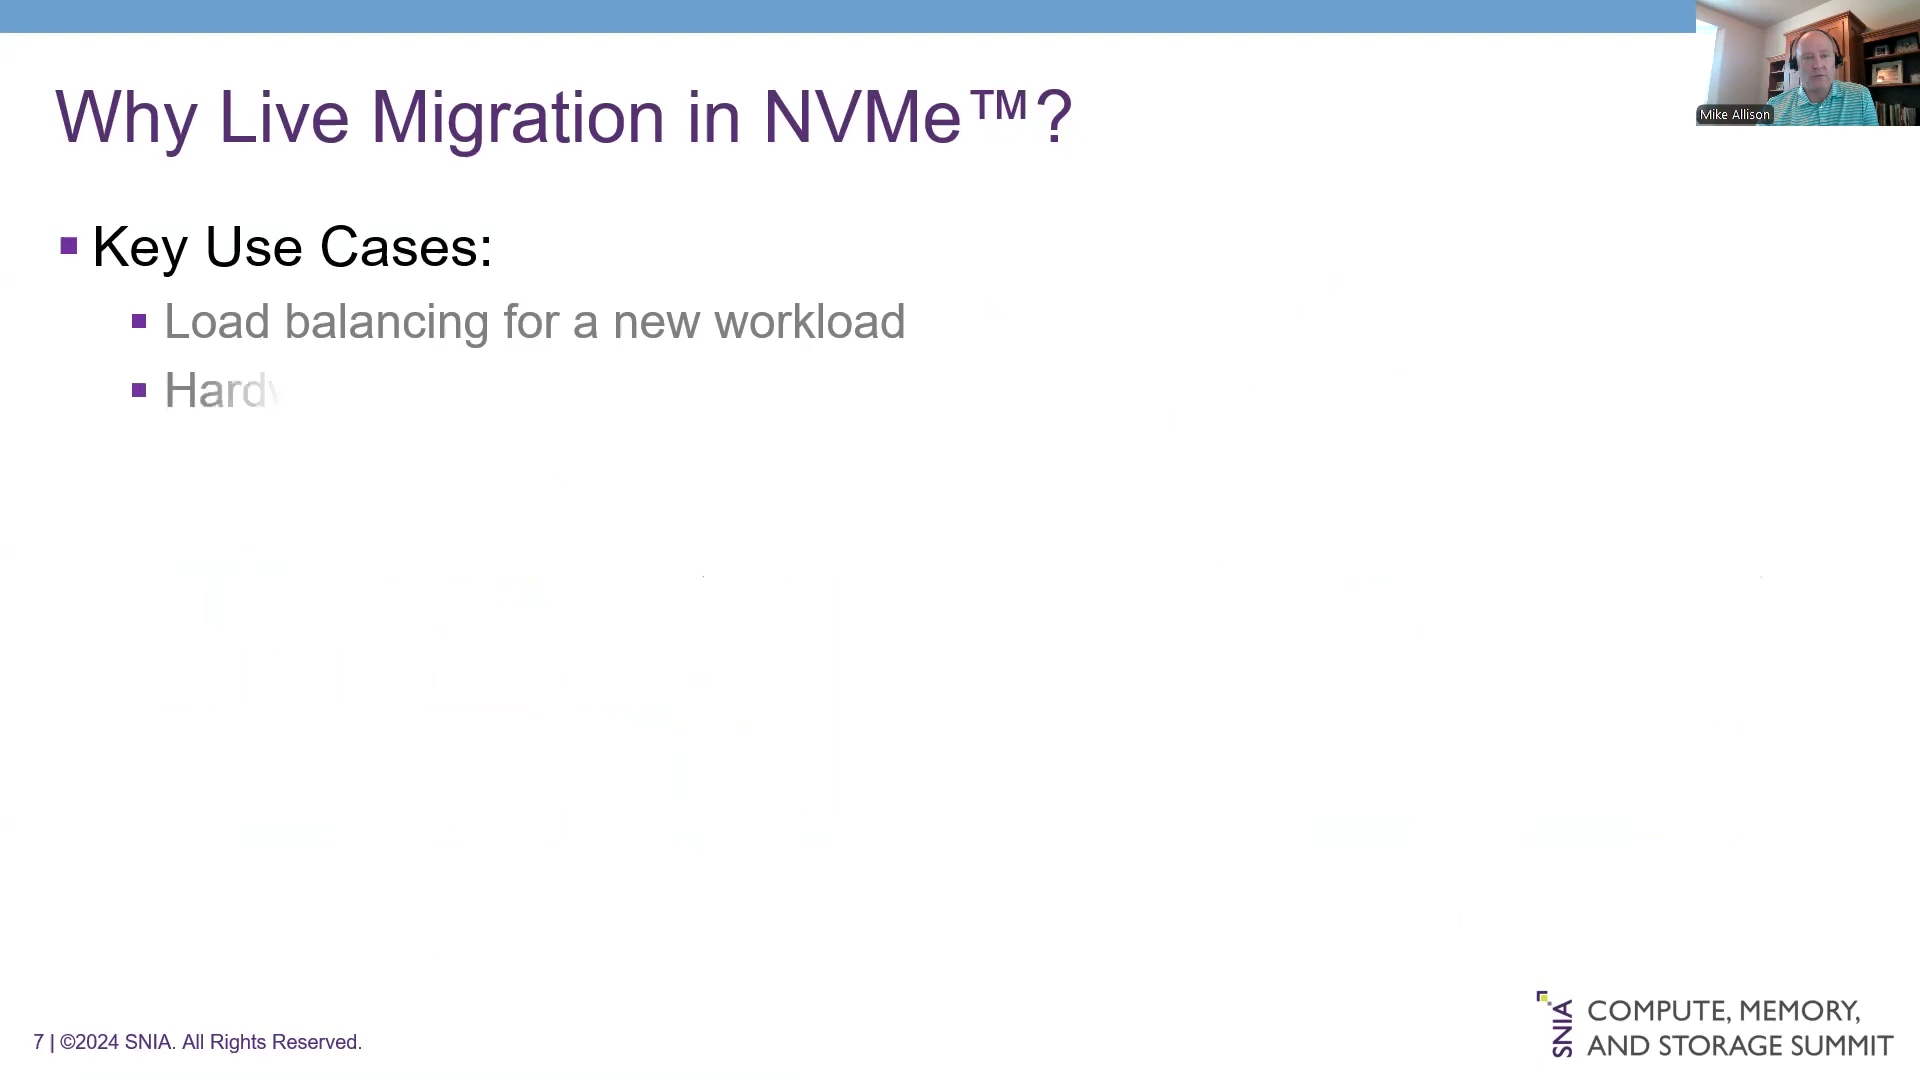 Mike Allison
Why Live Migration in NVMe™?
Key Use Cases:
Load balancing for a new workload
7 | ©2024 SNIA. All Rights Reserved.
SNIA
COMPUTE, MEMORY,
AND STORAGE SUMMIT